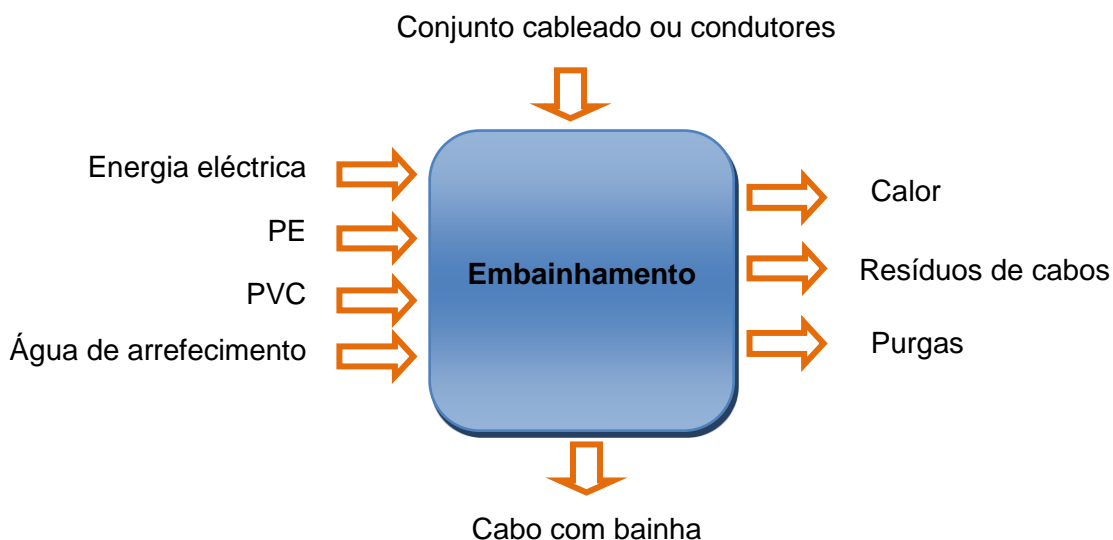 Conjunto cableado ou condutores
Energia eléctrica
PE
PVC
Água de arrefecimento
Embainhamento
Calor
Resíduos de cabos
Purgas
Cabo com bainha